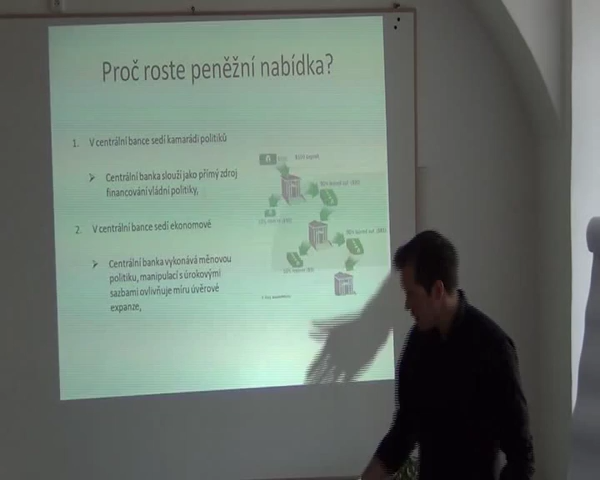 Proč roste peněžní nabídka?
1. V centrální bance sedí kamarádi politiků
Centrální banka slouží jako přímý zdroj
financování vládní politiky,
2. V centrální bance sedí ekonomové
Centrální banka vykonává měnovou
politiku, manipulací s úrokovými
sazbami ovlivňuje míru úvěrové
expanze,